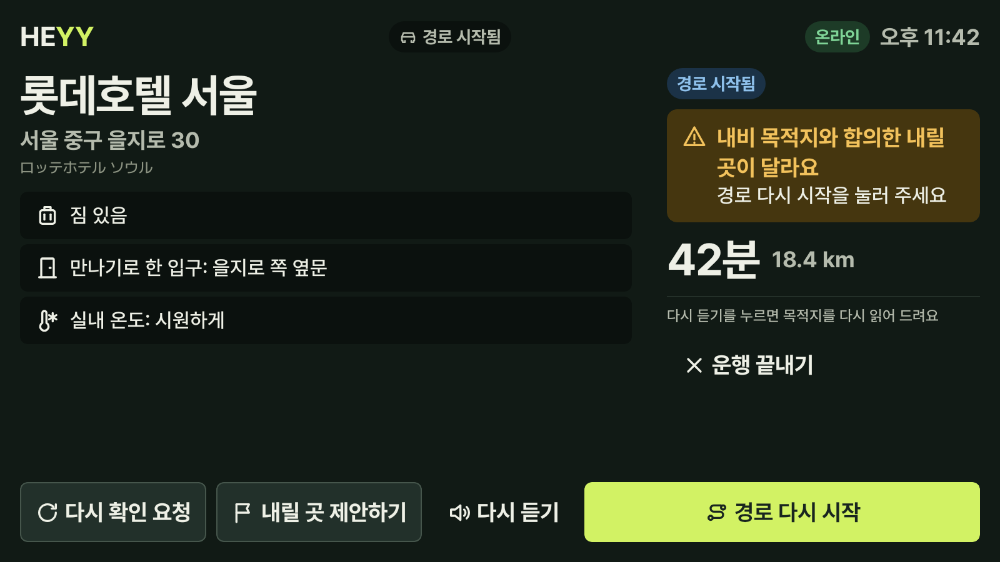 HEYY
경로 시작됨
온라인 오후 11:42
롯데호텔 서울
서울 중구 을지로 30
ロッテホテル ソウル
짐 있음
만나기로 한 입구: 을지로 쪽 옆문
실내 온도: 시원하게
경로 시작됨
내비 목적지와 합의한 내릴
곳이 달라요
경로 다시 시작을 눌러 주세요
42분 18.4 km
다시 듣기를 누르면 목적지를 다시 읽어 드려요
운행 끝내기
다시 확인 요청
내릴 곳 제안하기
다시 듣기
경로 다시 시작